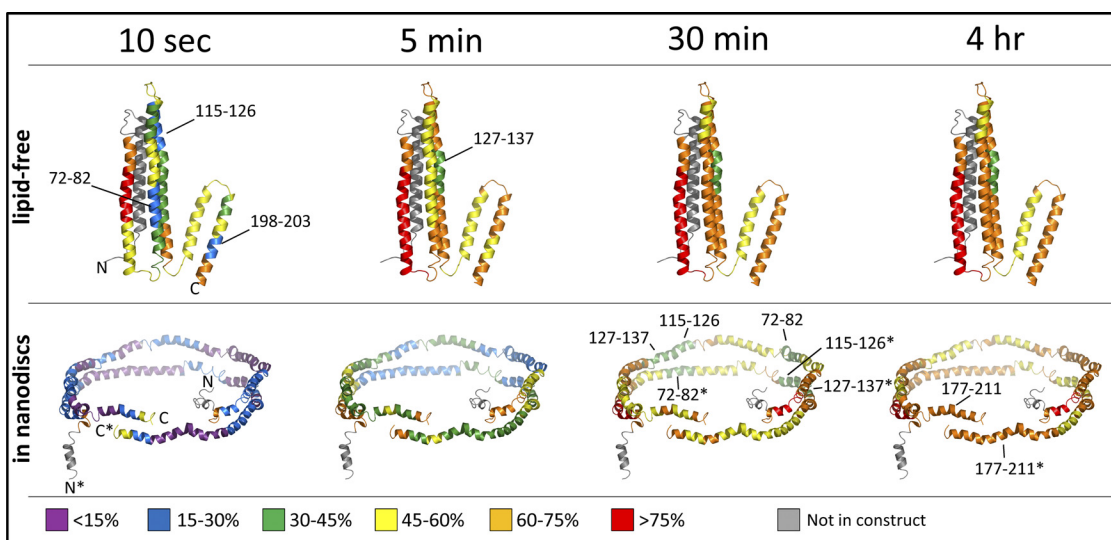 10 sec 5 min 30 min 4 hr
lipid-free
115-126
72-82
127-137
198-203
N
C
in nanodiscs
N
C
C*
N*
115-126 72-82
127-137
115-126*
127-137*
72-82*
177-211
177-211*
<15% 15-30% 30-45% 45-60% 60-75% >75% Not in construct